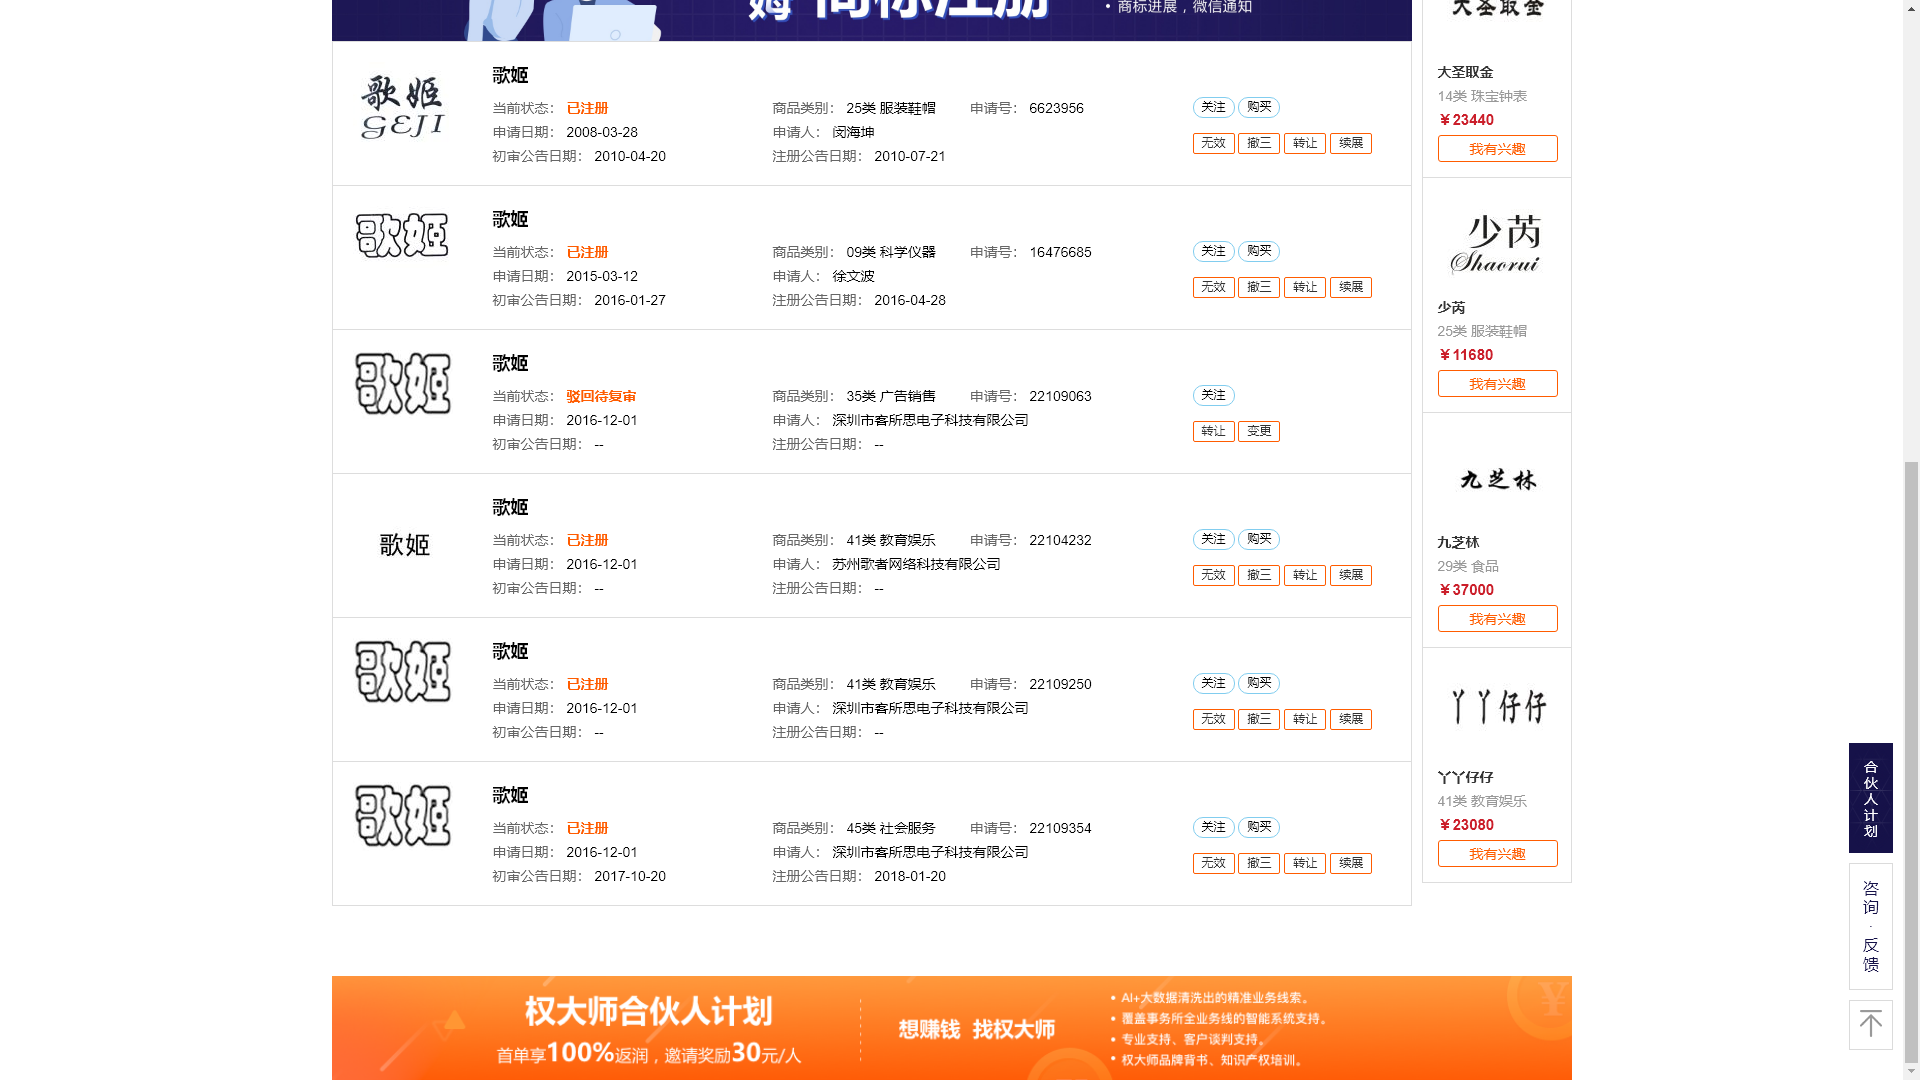 • 商标进展，微信通知
歌姬
GEJI
歌姬
当前状态： 已注册
商品类别： 25类 服装鞋帽
申请号： 6623956
关注
购买
申请日期： 2008-03-28
申请人： 闵海坤
无效
撤三
转让
续展
初审公告日期： 2010-04-20
注册公告日期： 2010-07-21
歌姬
歌姬
当前状态： 已注册
商品类别： 09类 科学仪器
申请号： 16476685
关注
购买
申请日期： 2015-03-12
申请人： 徐文波
无效
撤三
转让
续展
初审公告日期： 2016-01-27
注册公告日期： 2016-04-28
歌姬
歌姬
当前状态： 驳回待复审
商品类别： 35类 广告销售
申请号： 22109063
关注
申请日期： 2016-12-01
申请人： 深圳市客所思电子科技有限公司
转让
变更
初审公告日期： --
注册公告日期： --
歌姬
歌姬
当前状态： 已注册
商品类别： 41类 教育娱乐
申请号： 22104232
关注
购买
申请日期： 2016-12-01
申请人： 苏州歌者网络科技有限公司
无效
撤三
转让
续展
初审公告日期： --
注册公告日期： --
歌姬
歌姬
当前状态： 已注册
商品类别： 41类 教育娱乐
申请号： 22109250
关注
购买
申请日期： 2016-12-01
申请人： 深圳市客所思电子科技有限公司
无效
撤三
转让
续展
初审公告日期： --
注册公告日期： --
歌姬
歌姬
当前状态： 已注册
商品类别： 45类 社会服务
申请号： 22109354
关注
购买
申请日期： 2016-12-01
申请人： 深圳市客所思电子科技有限公司
无效
撤三
转让
续展
初审公告日期： 2017-10-20
注册公告日期： 2018-01-20
大圣取金
大圣取金
14类 珠宝钟表
￥23440
我有兴趣
少芮
Shaorui
少芮
25类 服装鞋帽
￥11680
我有兴趣
九芝林
九芝林
29类 食品
￥37000
我有兴趣
丫丫仔仔
丫丫仔仔
41类 教育娱乐
￥23080
我有兴趣
合伙人计划
咨询·反馈
权大师合伙人计划
首单享100%返润，邀请奖励30元/人
想赚钱 找权大师
• AI+大数据清洗出的精准业务线索。
• 覆盖事务所全业务线的智能系统支持。
• 专业支持、客户谈判支持。
• 权大师品牌背书、知识产权培训。